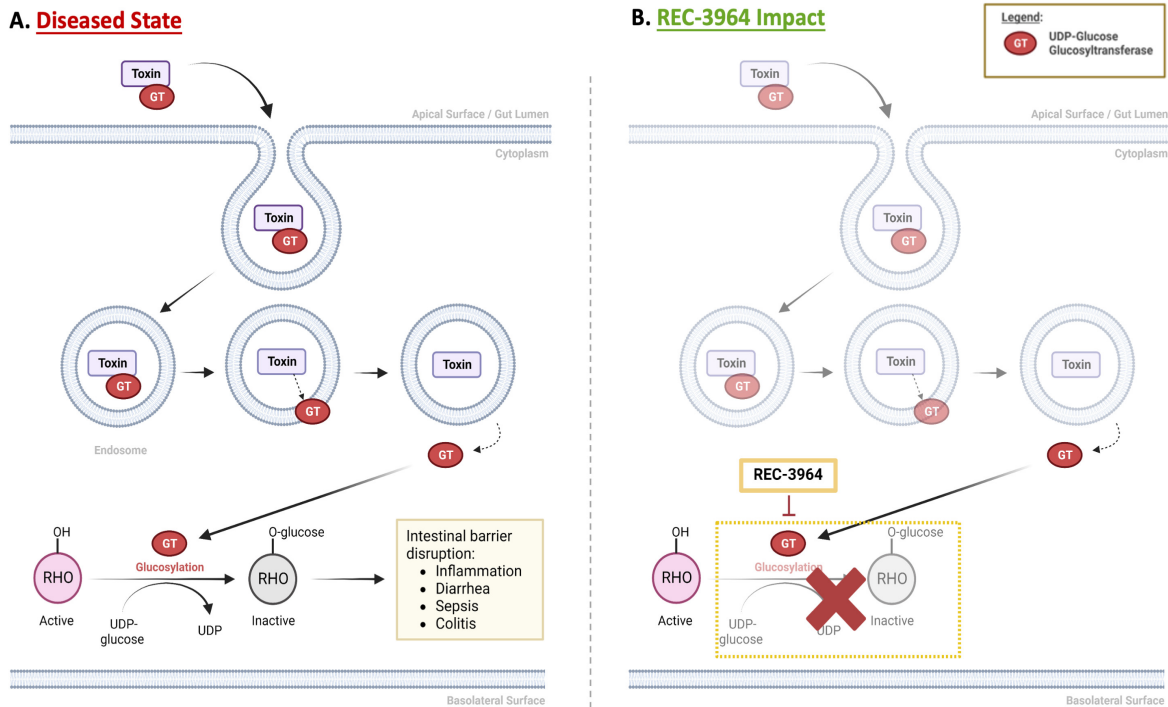 A. Diseased State
Toxin
GT
Apical Surface / Gut Lumen
Cytoplasm
Toxin
GT
Toxin
GT
Toxin
GT
Toxin
Endosome
GT
OH
GT
O-glucose
Glucosylation
RHO
RHO
Active
UDP-
glucose
UDP
Inactive
Intestinal barrier
disruption:
• Inflammation
• Diarrhea
• Sepsis
• Colitis
Basolateral Surface
B. REC-3964 Impact
Legend:
GT
UDP-Glucose
Glucosyltransferase
Toxin
GT
Apical Surface / Gut Lumen
Cytoplasm
Toxin
GT
Toxin
GT
Toxin
GT
Toxin
GT
REC-3964
OH
GT
O-glucose
Glucosylation
RHO
RHO
Active
UDP-
glucose
UDP
Inactive
Basolateral Surface